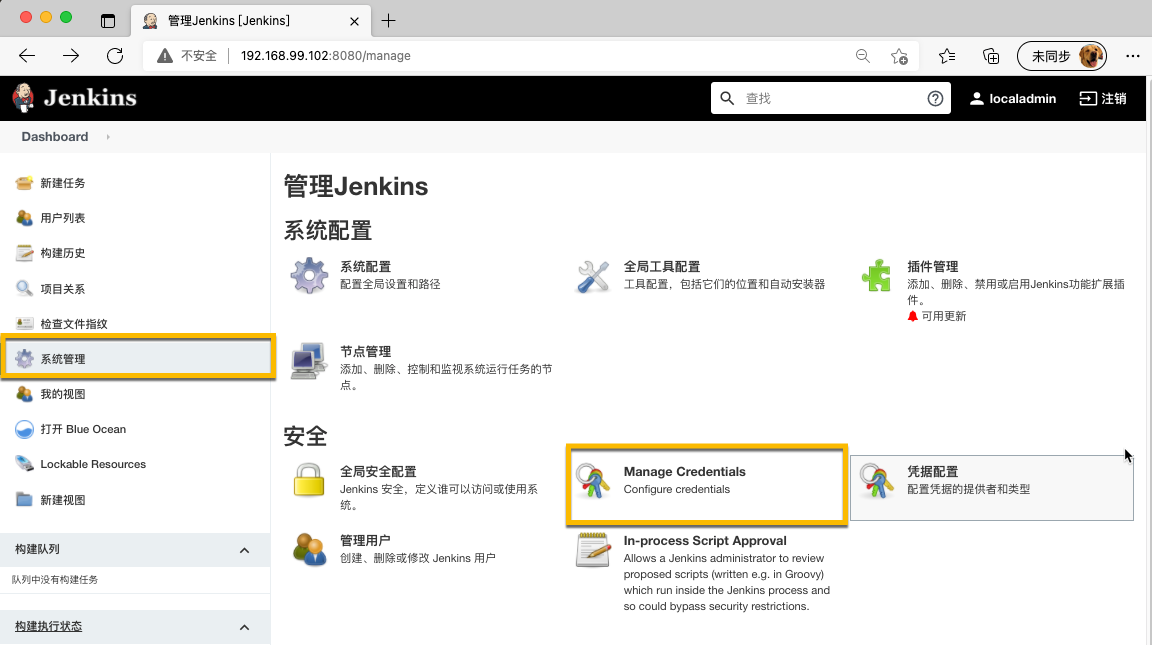 管理Jenkins [Jenkins]
不安全
192.168.99.102:8080/manage
未同步
Jenkins
查找
localadmin
注销
Dashboard
新建任务
用户列表
构建历史
项目关系
检查文件指纹
系统管理
我的视图
打开 Blue Ocean
Lockable Resources
新建视图
构建队列
队列中没有构建任务
构建执行状态
管理Jenkins
系统配置
系统配置
配置全局设置和路径
全局工具配置
工具配置，包括它们的位置和自动安装器
插件管理
添加、删除、禁用或启用Jenkins功能扩展插
件。
可用更新
节点管理
添加、删除、控制和监视系统运行任务的节
点。
安全
全局安全配置
Jenkins 安全，定义谁可以访问或使用系
统。
Manage Credentials
Configure credentials
凭据配置
配置凭据的提供者和类型
管理用户
创建、删除或修改 Jenkins 用户
In-process Script Approval
Allows a Jenkins administrator to review
proposed scripts (written e.g. in Groovy)
which run inside the Jenkins process and
so could bypass security restrictions.